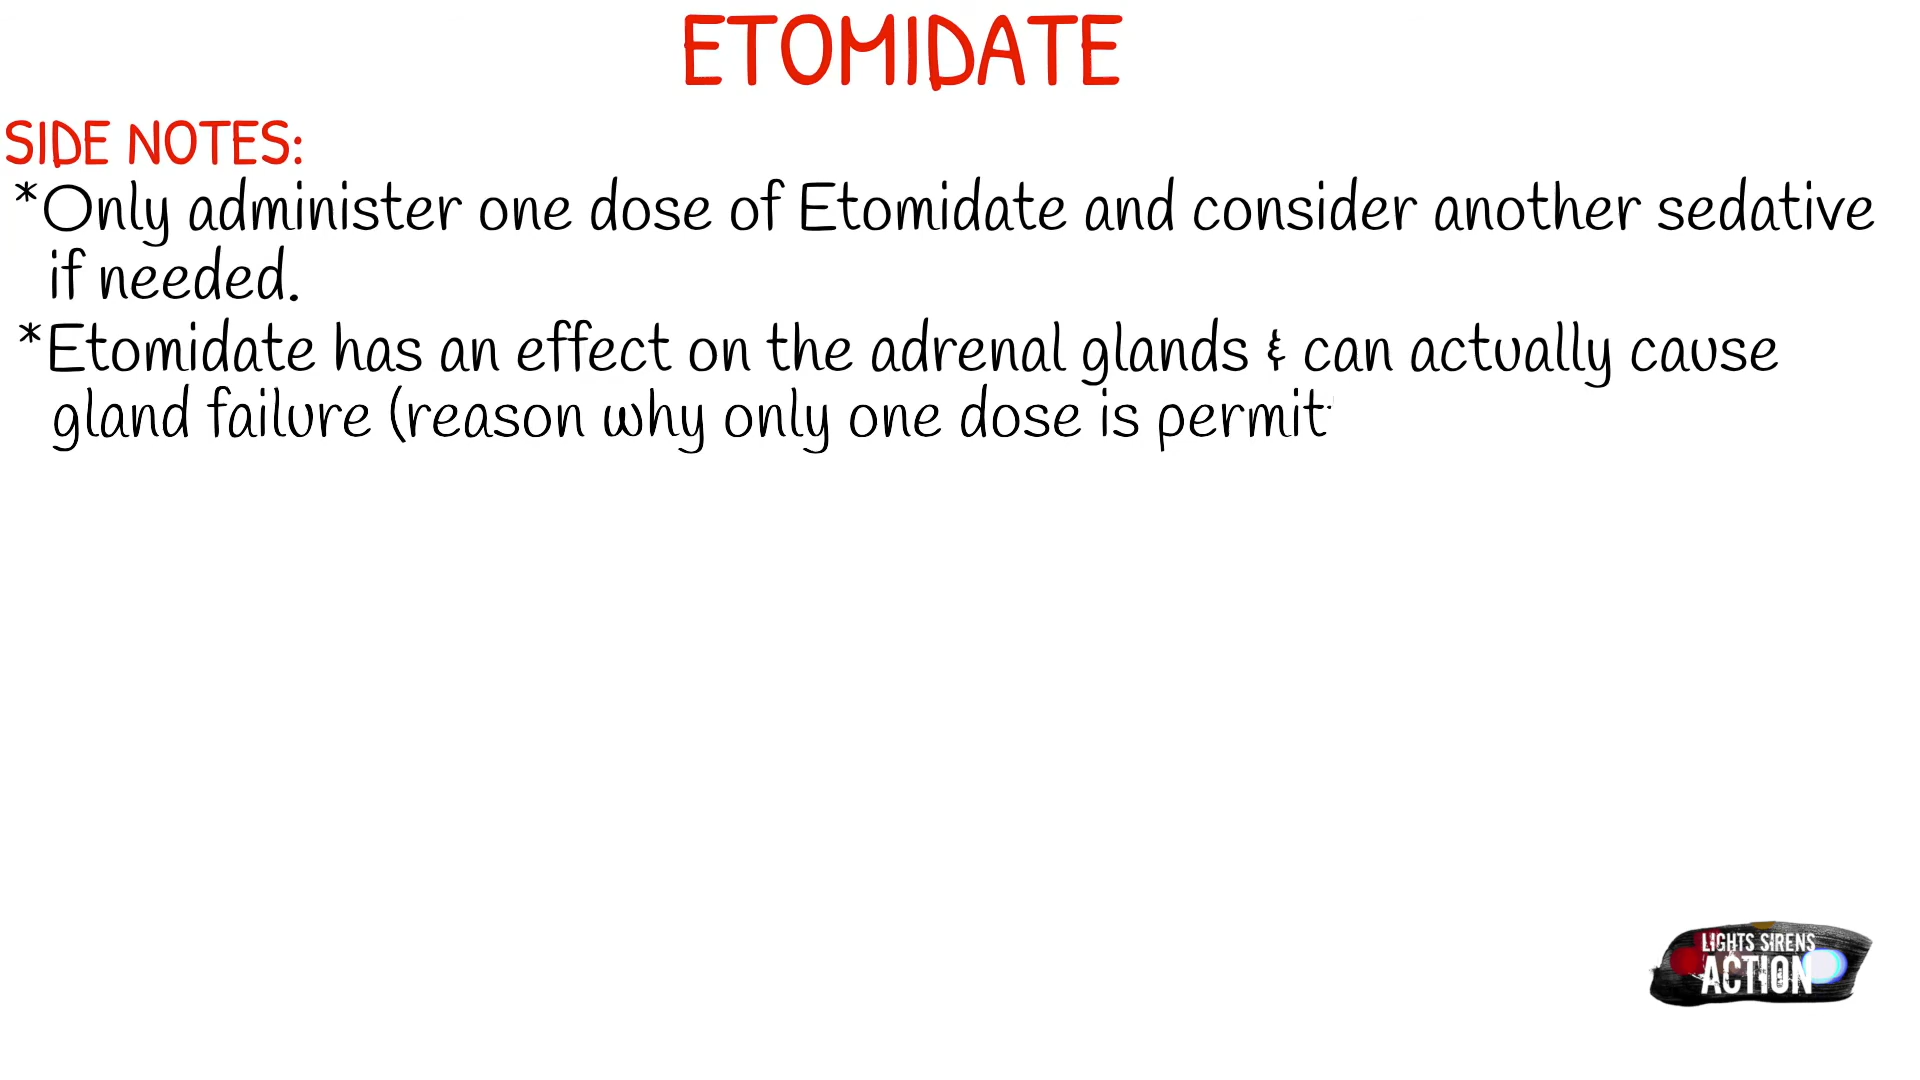 ETOMIDATE
SIDE NOTES:
*Only administer one dose of Etomidate and consider another sedative
if needed.
*Etomidate has an effect on the adrenal glands & can actually cause
gland failure (reason why only one dose is permit
LIGHTS SIRENS
ACTION